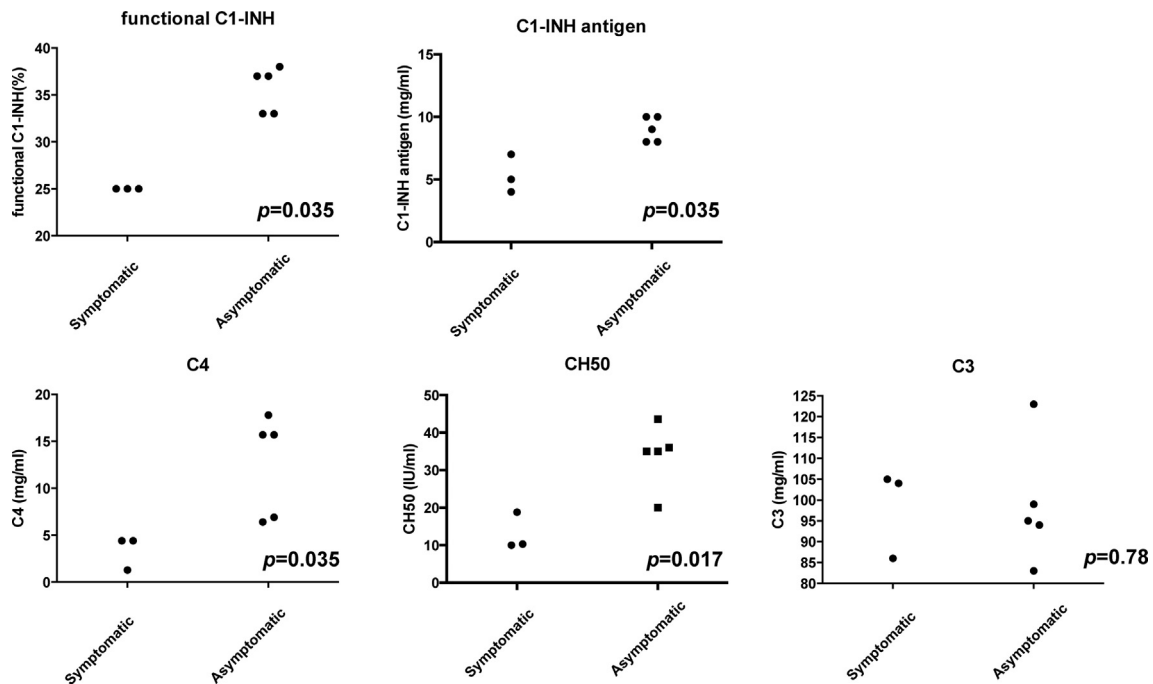 functional C1-INH
functional C1-INH(%)
40
35
30
25
20
p=0.035
Symptomatic
Asymptomatic
C1-INH antigen
C1-INH antigen (mg/ml)
15
10
5
0
p=0.035
Symptomatic
Asymptomatic
C4
C4 (mg/ml)
20
15
10
5
0
p=0.035
Symptomatic
Asymptomatic
CH50
CH50 (IU/ml)
50
40
30
20
10
0
p=0.017
Symptomatic
Asymptomatic
C3
C3 (mg/ml)
125
120
115
110
105
100
95
90
85
80
p=0.78
Symptomatic
Asymptomatic